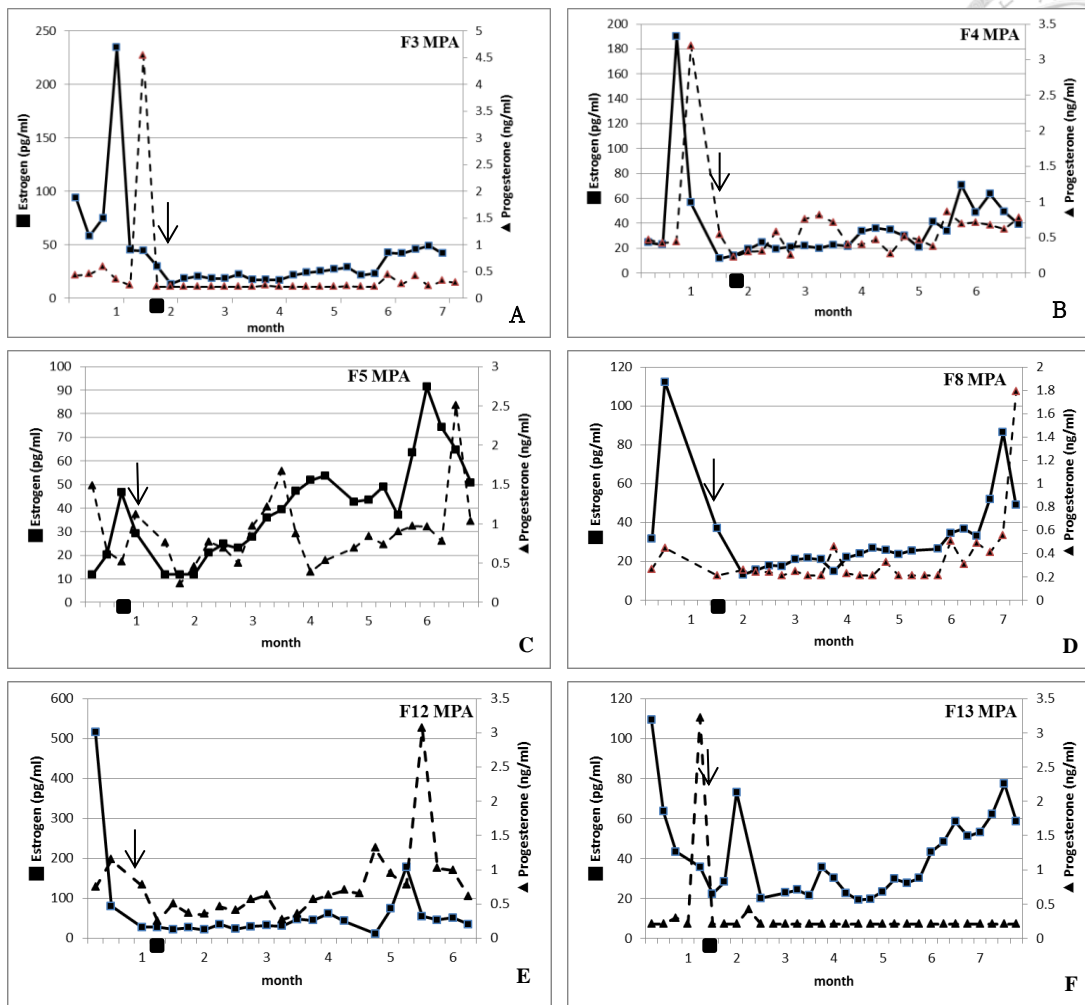 F3 MPA
Estrogen (pg/ml)
250
200
150
100
50
0
5
4.5
4
3.5
3
2.5
2
1.5
1
0.5
0
Progesterone (ng/ml)
1 2 3 4 5 6 7
month
A
F4 MPA
Estrogen (pg/ml)
200
180
160
140
120
100
80
60
40
20
0
3.5
3
2.5
2
1.5
1
0.5
0
Progesterone (ng/ml)
1 2 3 4 5 6
month
B
F5 MPA
Estrogen (pg/ml)
100
90
80
70
60
50
40
30
20
10
0
3
2.5
2
1.5
1
0.5
0
Progesterone (ng/ml)
1 2 3 4 5 6
month
C
F8 MPA
Estrogen (pg/ml)
120
100
80
60
40
20
0
2
1.8
1.6
1.4
1.2
1
0.8
0.6
0.4
0.2
0
Progesterone (ng/ml)
1 2 3 4 5 6 7
month
D
F12 MPA
Estrogen (pg/ml)
600
500
400
300
200
100
0
3.5
3
2.5
2
1.5
1
0.5
0
Progesterone (ng/ml)
1 2 3 4 5 6
month
E
F13 MPA
Estrogen (pg/ml)
120
100
80
60
40
20
0
3.5
3
2.5
2
1.5
1
0.5
0
Progesterone (ng/ml)
1 2 3 4 5 6 7
month
F